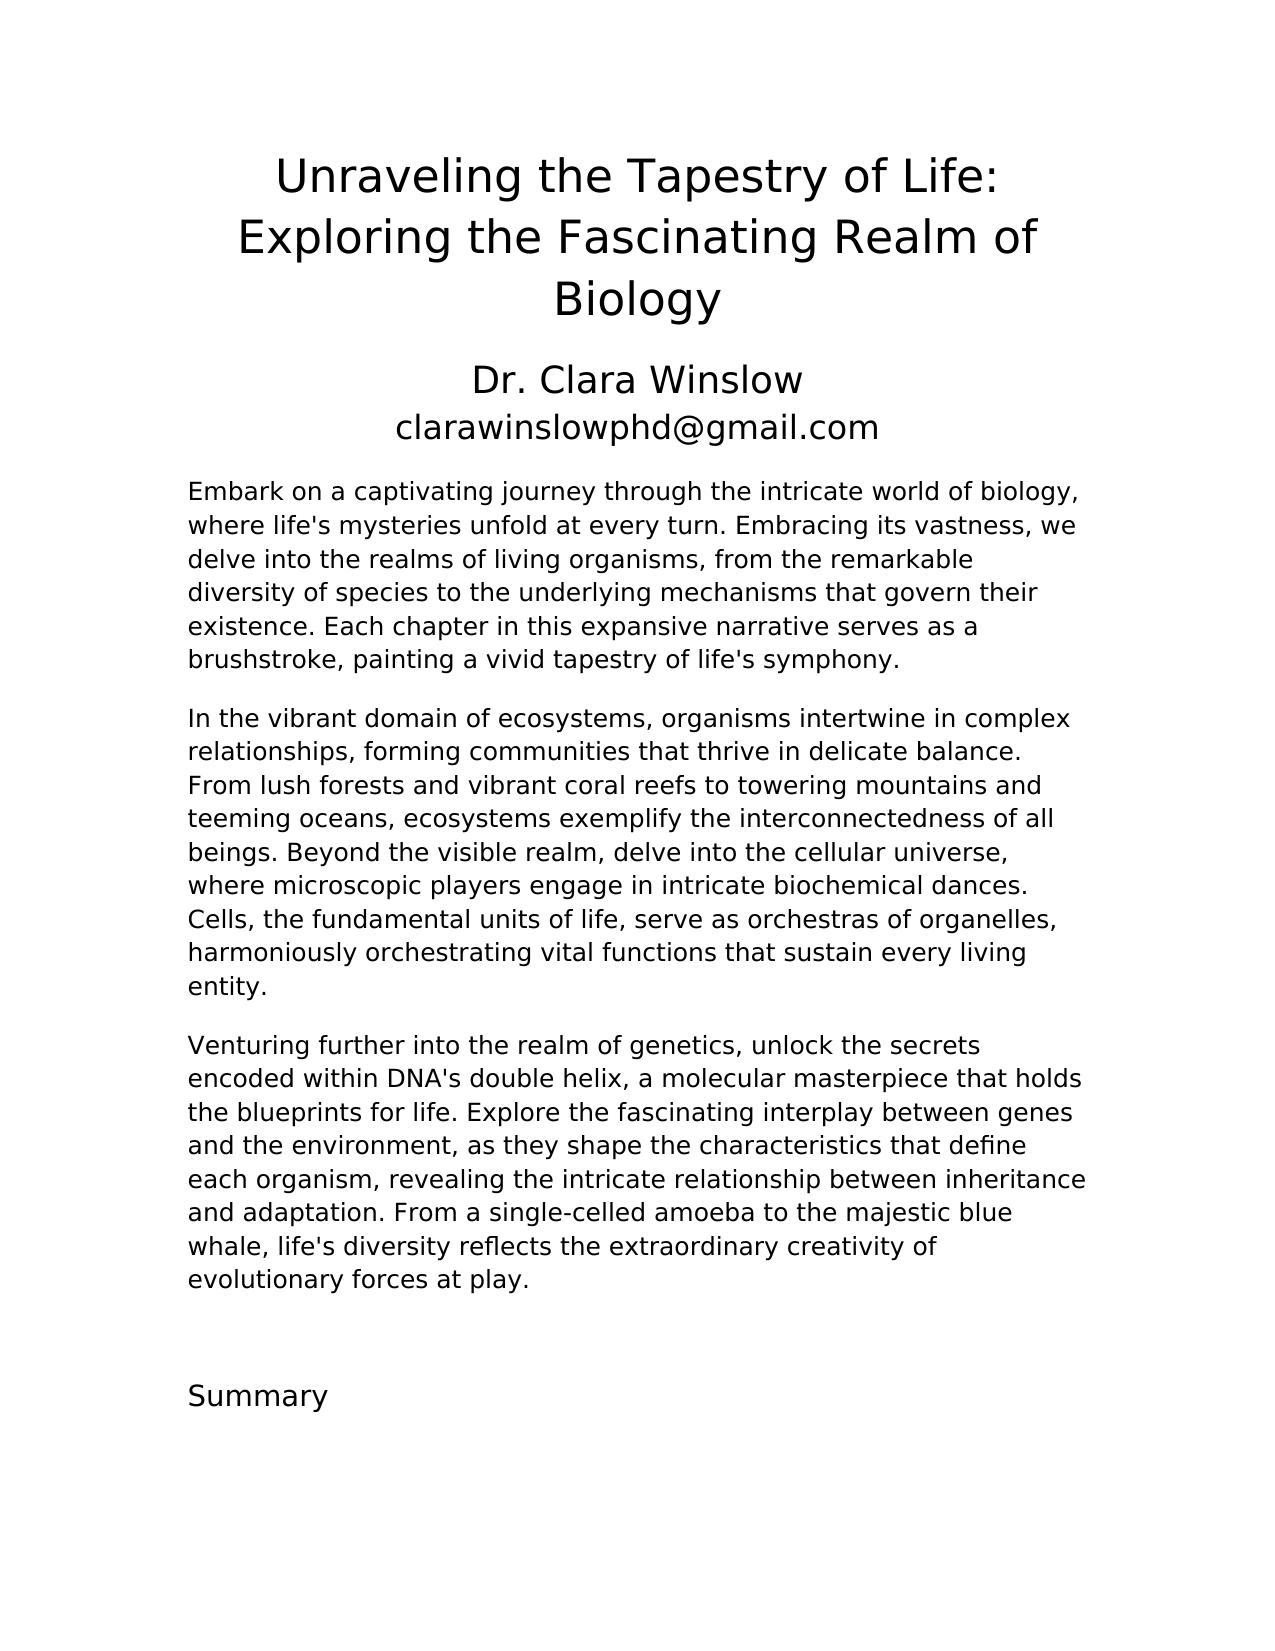 Unraveling the Tapestry of Life:
Exploring the Fascinating Realm of
Biology
Dr. Clara Winslow
clarawinslowphd@gmail.com
Embark on a captivating journey through the intricate world of biology,
where life's mysteries unfold at every turn. Embracing its vastness, we
delve into the realms of living organisms, from the remarkable
diversity of species to the underlying mechanisms that govern their
existence. Each chapter in this expansive narrative serves as a
brushstroke, painting a vivid tapestry of life's symphony.
In the vibrant domain of ecosystems, organisms intertwine in complex
relationships, forming communities that thrive in delicate balance.
From lush forests and vibrant coral reefs to towering mountains and
teeming oceans, ecosystems exemplify the interconnectedness of all
beings. Beyond the visible realm, delve into the cellular universe,
where microscopic players engage in intricate biochemical dances.
Cells, the fundamental units of life, serve as orchestras of organelles,
harmoniously orchestrating vital functions that sustain every living
entity.
Venturing further into the realm of genetics, unlock the secrets
encoded within DNA's double helix, a molecular masterpiece that holds
the blueprints for life. Explore the fascinating interplay between genes
and the environment, as they shape the characteristics that define
each organism, revealing the intricate relationship between inheritance
and adaptation. From a single-celled amoeba to the majestic blue
whale, life's diversity reflects the extraordinary creativity of
evolutionary forces at play.
Summary